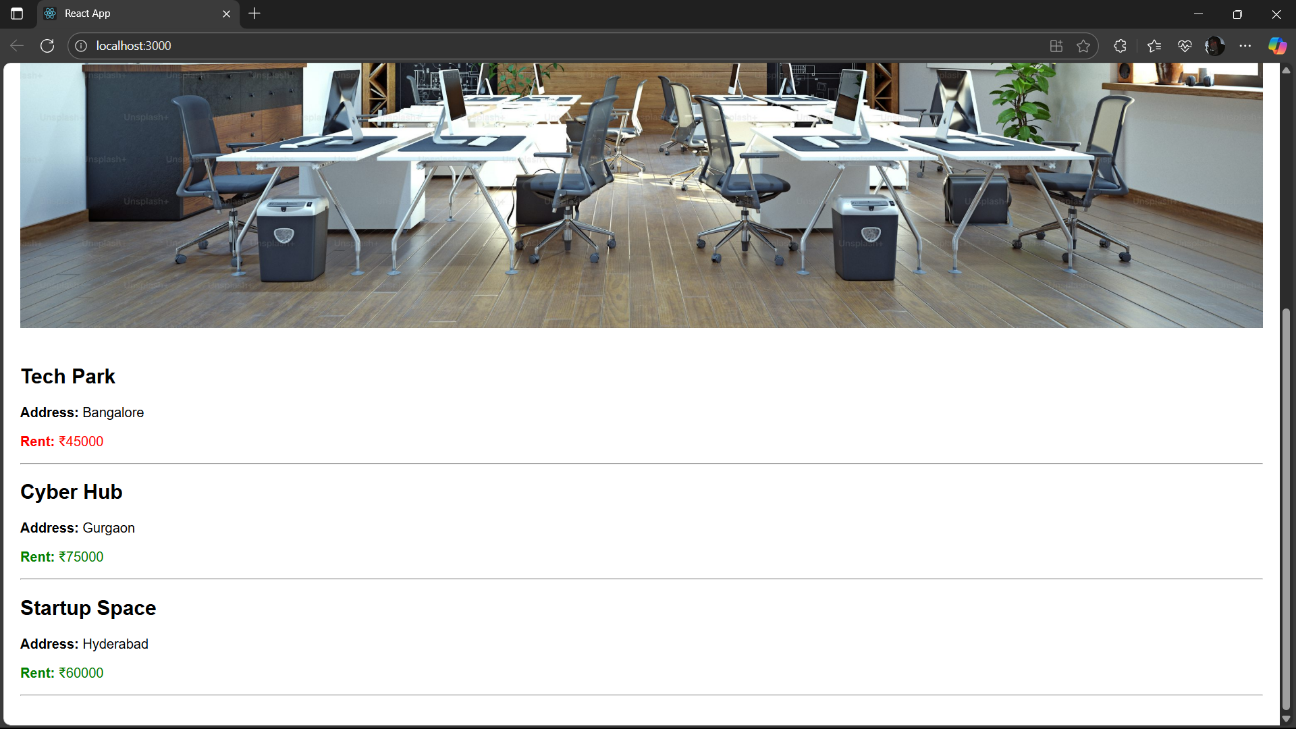 React App
localhost:3000
Unsplash+
Tech Park
Address: Bangalore
Rent: ₹45000
Cyber Hub
Address: Gurgaon
Rent: ₹75000
Startup Space
Address: Hyderabad
Rent: ₹60000